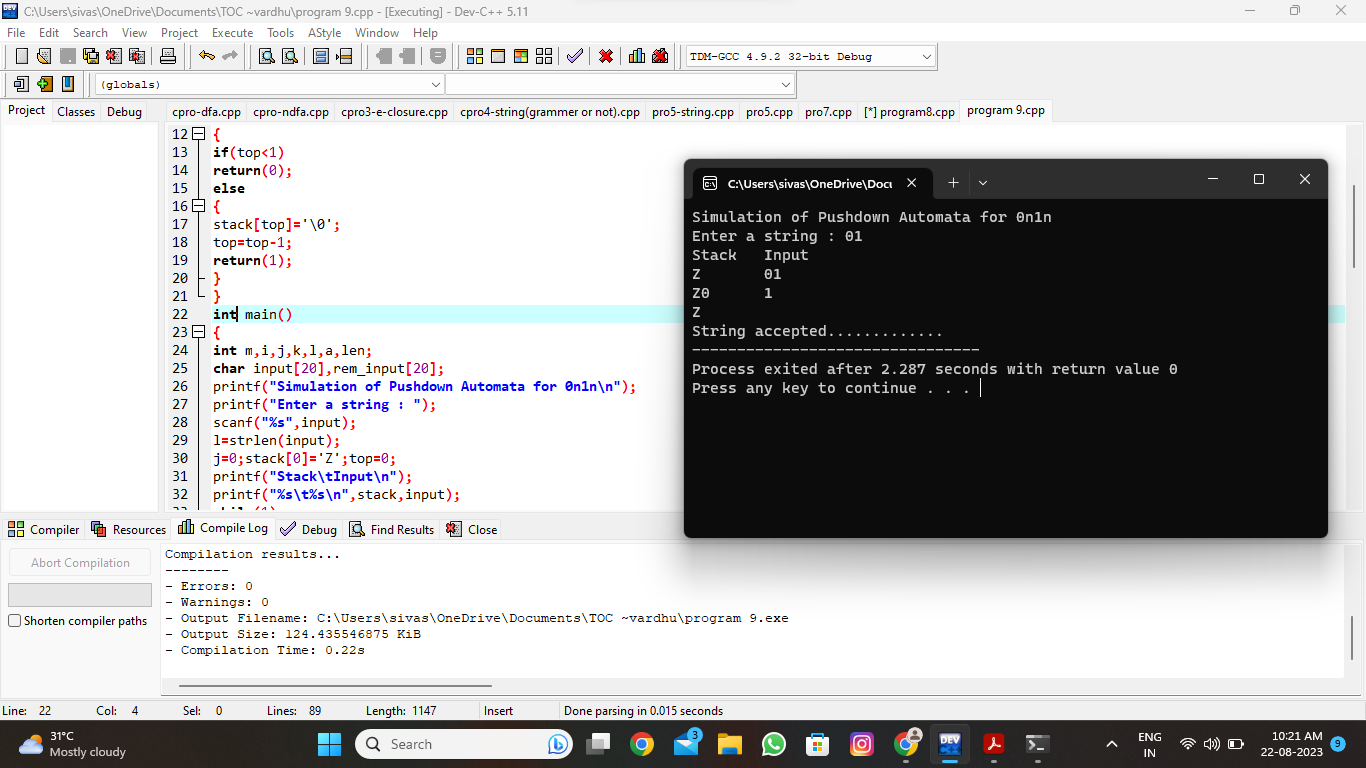 C:\Users\sivas\OneDrive\Documents\TOC ~vardhu\program 9.cpp - [Executing] - Dev-C++ 5.11
File Edit Search View Project Execute Tools AStyle Window Help
TDM-GCC 4.9.2 32-bit Debug
(globals)
Project Classes Debug
cpro-dfa.cpp cpro-ndfa.cpp cpro3-e-closure.cpp cpro4-string(grammer or not).cpp pro5-string.cpp pro5.cpp pro7.cpp [*] program8.cpp program 9.cpp
12 {
13 if(top<1)
14 return(0);
15 else
16 {
17 stack[top]='\0';
18 top=top-1;
19 return(1);
20 }
21 }
22 int main()
23 {
24 int m,i,j,k,l,a,len;
25 char input[20],rem_input[20];
26 printf("Simulation of Pushdown Automata for 0n1n\n");
27 printf("Enter a string : ");
28 scanf("%s",input);
29 l=strlen(input);
30 j=0;stack[0]='Z';top=0;
31 printf("Stack\tInput\n");
32 printf("%s\t%s\n",stack,input);
C:\Users\sivas\OneDrive\Docu
Simulation of Pushdown Automata for 0n1n
Enter a string : 01
Stack Input
Z 01
Z0 1
Z
String accepted.............
--------------------------------
Process exited after 2.287 seconds with return value 0
Press any key to continue . . .
Compiler Resources Compile Log Debug Find Results Close
Abort Compilation
Shorten compiler paths
Compilation results...
--------
- Errors: 0
- Warnings: 0
- Output Filename: C:\Users\sivas\OneDrive\Documents\TOC ~vardhu\program 9.exe
- Output Size: 124.435546875 KiB
- Compilation Time: 0.22s
Line: 22 Col: 4 Sel: 0 Lines: 89 Length: 1147 Insert Done parsing in 0.015 seconds
31°C
Mostly cloudy
Search
3
DEV
ENG
IN
10:21 AM
22-08-2023
9